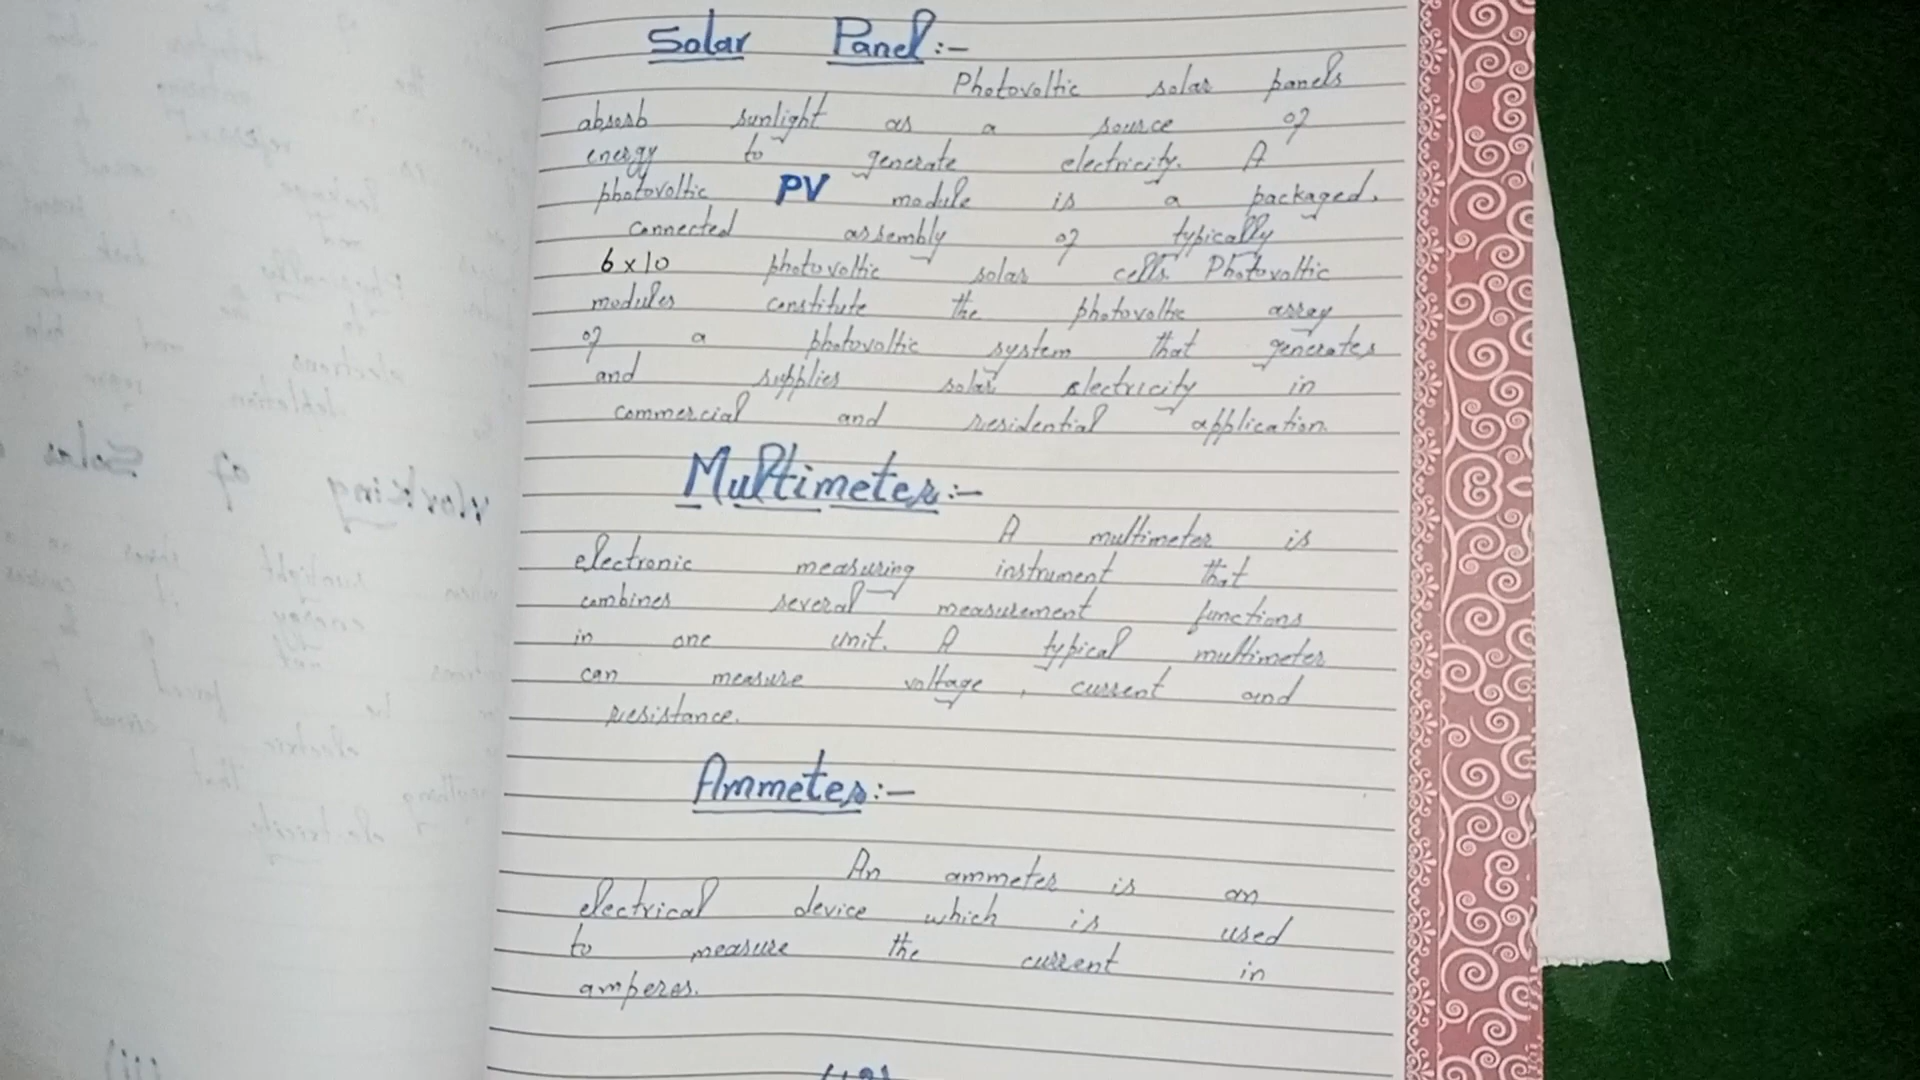 Solar Panel:-
Photovoltic solar panels
absorb sunlight as a source of
energy to generate electricity. A
photovoltic PV module is a packaged,
connected assembly of typically
6x10 photovoltic solar cells. Photovoltic
modules constitute the photovoltic array
of a photovoltic system that generates
and supplies solar electricity in
commercial and residential application.
Multimeter:-
A multimeter is
electronic measuring instrument that
combines several measurement functions
in one unit. A typical multimeter
can measure voltage, current and
resistance.
Ammeter:-
An ammeter is an
electrical device which is used
to measure the current in
amperes.